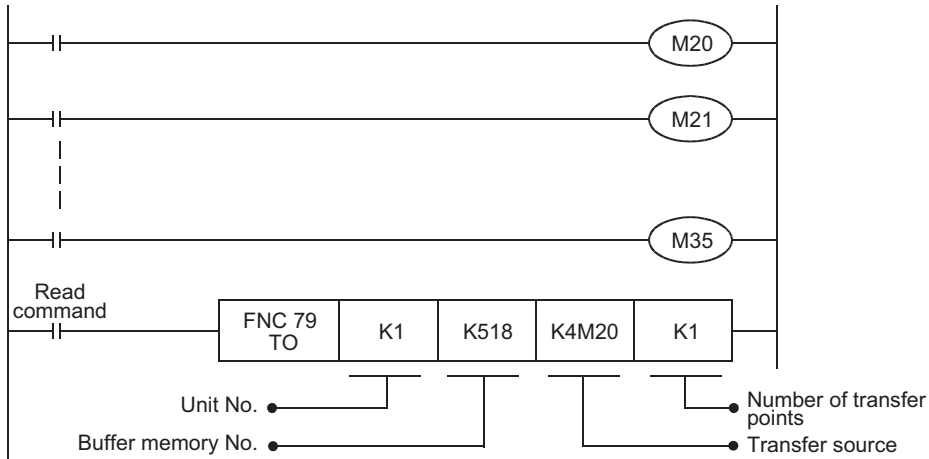 M20
M21
M35
Read
command
FNC 79
TO
K1
K518
K4M20
K1
Unit No.
Number of transfer
points
Buffer memory No.
Transfer source